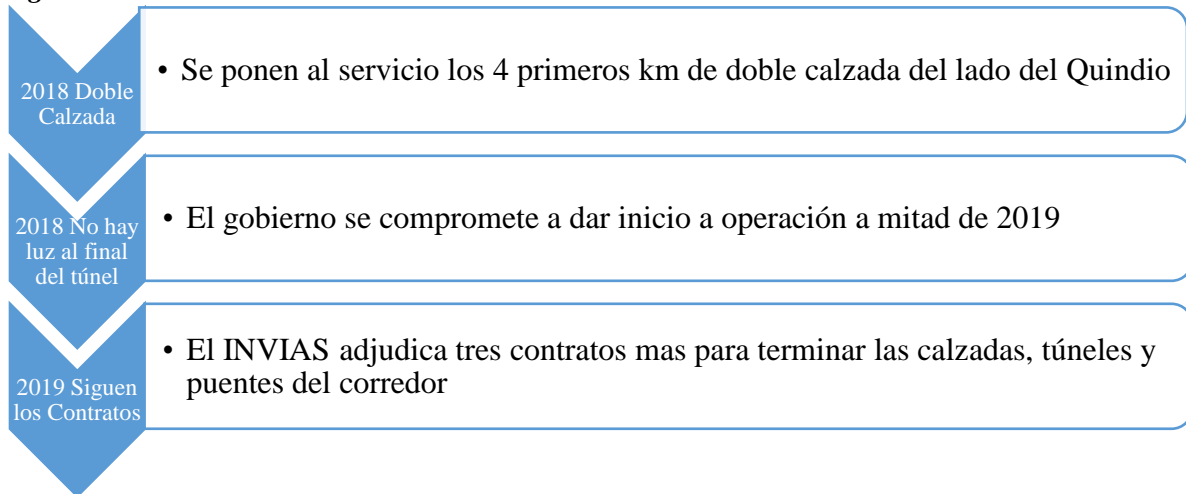 2018 Doble
Calzada
• Se ponen al servicio los 4 primeros km de doble calzada del lado del Quindio
2018 No hay
luz al final
del túnel
• El gobierno se compromete a dar inicio a operación a mitad de 2019
2019 Siguen
los Contratos
• El INVIAS adjudica tres contratos mas para terminar las calzadas, túneles y
puentes del corredor